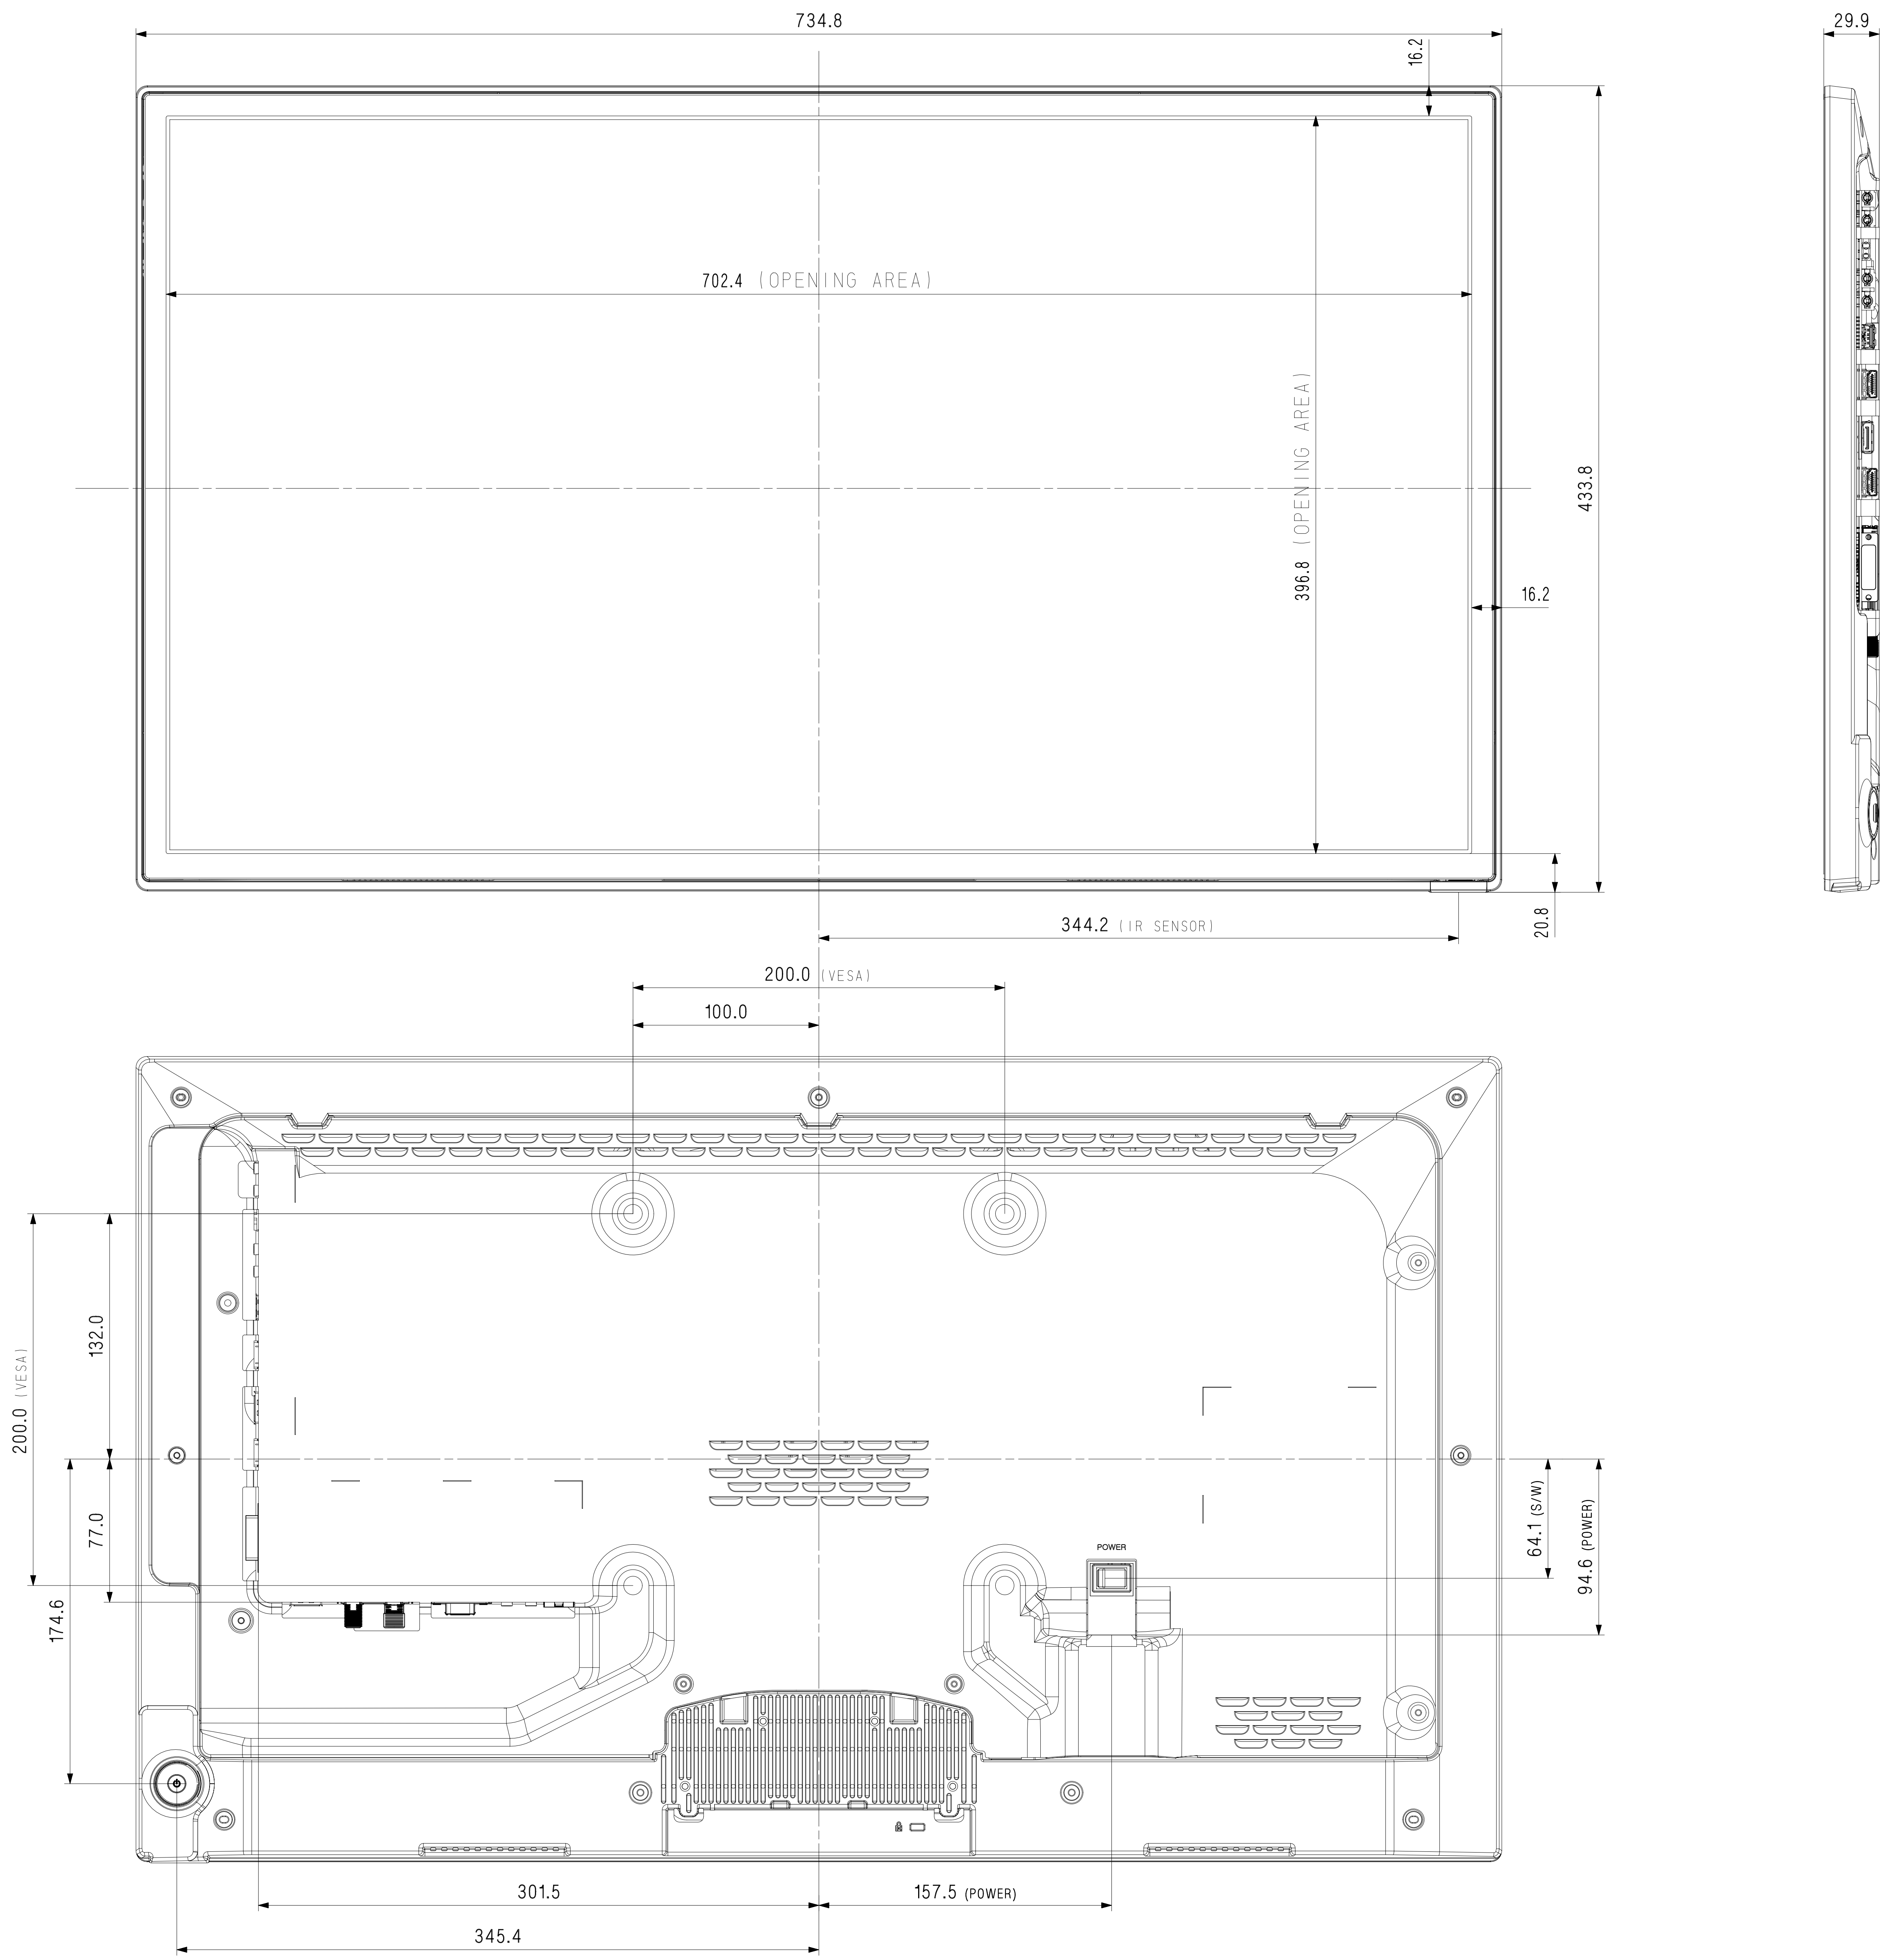 734.8
29.9
16.2
702.4 (OPENING AREA)
396.8 (OPENING AREA)
433.8
16.2
20.8
344.2 (IR SENSOR)
200.0 (VESA)
100.0
132.0
200.0 (VESA)
77.0
174.6
64.1 (S/W)
94.6 (POWER)
POWER
301.5
157.5 (POWER)
345.4